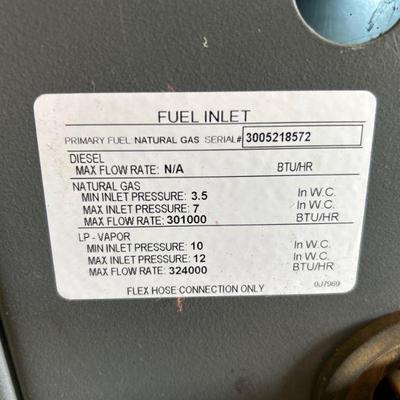 FUEL INLET
PRIMARY FUEL: NATURAL GAS SERIAL# 3005218572
DIESEL
MAX FLOW RATE: N/A BTU/HR
NATURAL GAS
MIN INLET PRESSURE: 3.5 In W.C.
MAX INLET PRESSURE: 7 In W.C.
MAX FLOW RATE: 301000 BTU/HR
LP - VAPOR
MIN INLET PRESSURE: 10 In W.C.
MAX INLET PRESSURE: 12 In W.C.
MAX FLOW RATE: 324000 BTU/HR
FLEX HOSE CONNECTION ONLY 0J7969